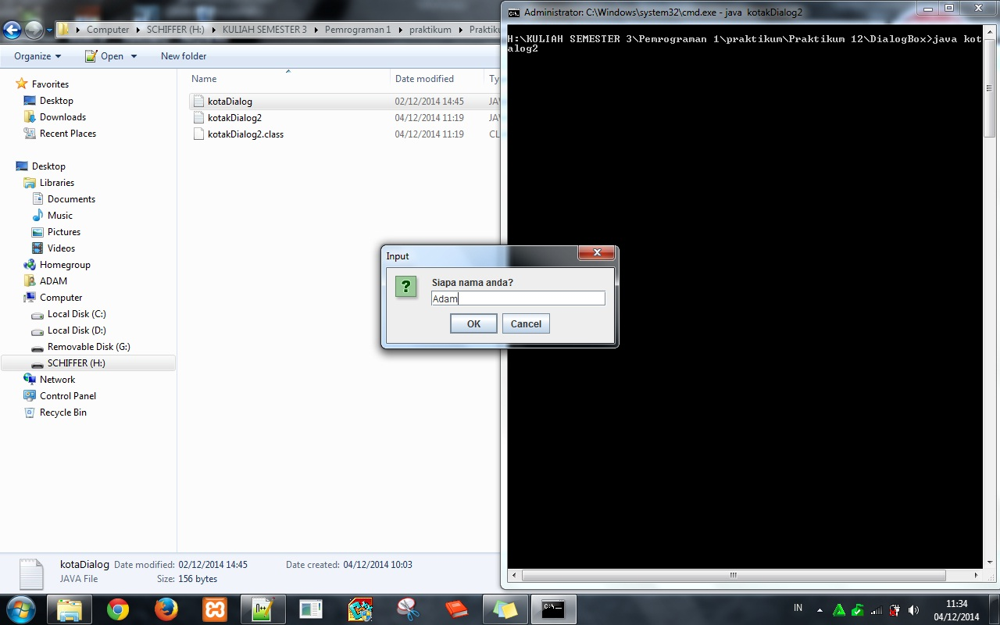 Administrator: C:\Windows\system32\cmd.exe - java  kotakDialog2
Computer SCHIFFER (H:) KULIAH SEMESTER 3 Pemrograman 1 praktikum
Organize Open New folder
Name Date modified
kotaDialog 02/12/2014 14:45 JAV
kotakDialog2 04/12/2014 11:19 JAV
kotakDialog2.class 04/12/2014 11:19 CL
Favorites
Desktop
Downloads
Recent Places
Desktop
Libraries
Documents
Music
Pictures
Videos
Homegroup
ADAM
Computer
Local Disk (C:)
Local Disk (D:)
Removable Disk (G:)
SCHIFFER (H:)
Network
Control Panel
Recycle Bin
H:\KULIAH SEMESTER 3\Pemrograman 1\praktikum\Praktikum 12\DialogBox>java kot
alog2
Input
Siapa nama anda?
Adam
OK Cancel
kotaDialog Date modified: 02/12/2014 14:45 Date created: 04/12/2014 10:03
JAVA File Size: 156 bytes
IN 11:34
04/12/2014